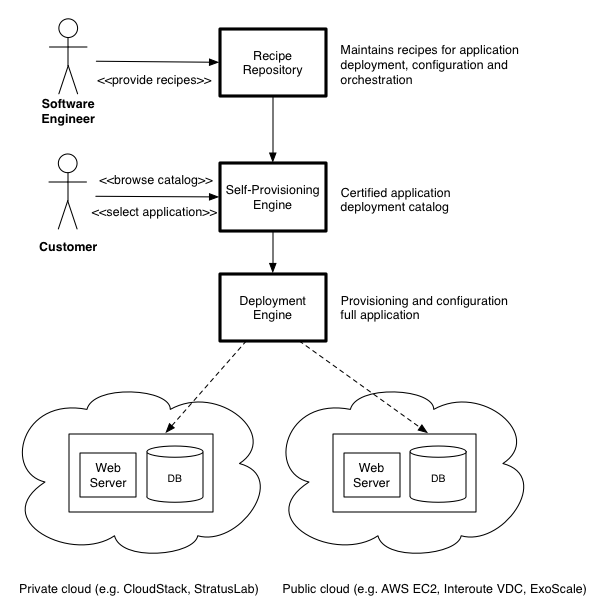 Recipe
Repository
Maintains recipes for application
deployment, configuration and
orchestration
<<provide recipes>>
Software
Engineer
<<browse catalog>>
<<select application>>
Self-Provisioning
Engine
Certified application
deployment catalog
Customer
Deployment
Engine
Provisioning and configuration
full application
Web
Server
DB
Web
Server
DB
Private cloud (e.g. CloudStack, StratusLab)
Public cloud (e.g. AWS EC2, Interoute VDC, ExoScale)